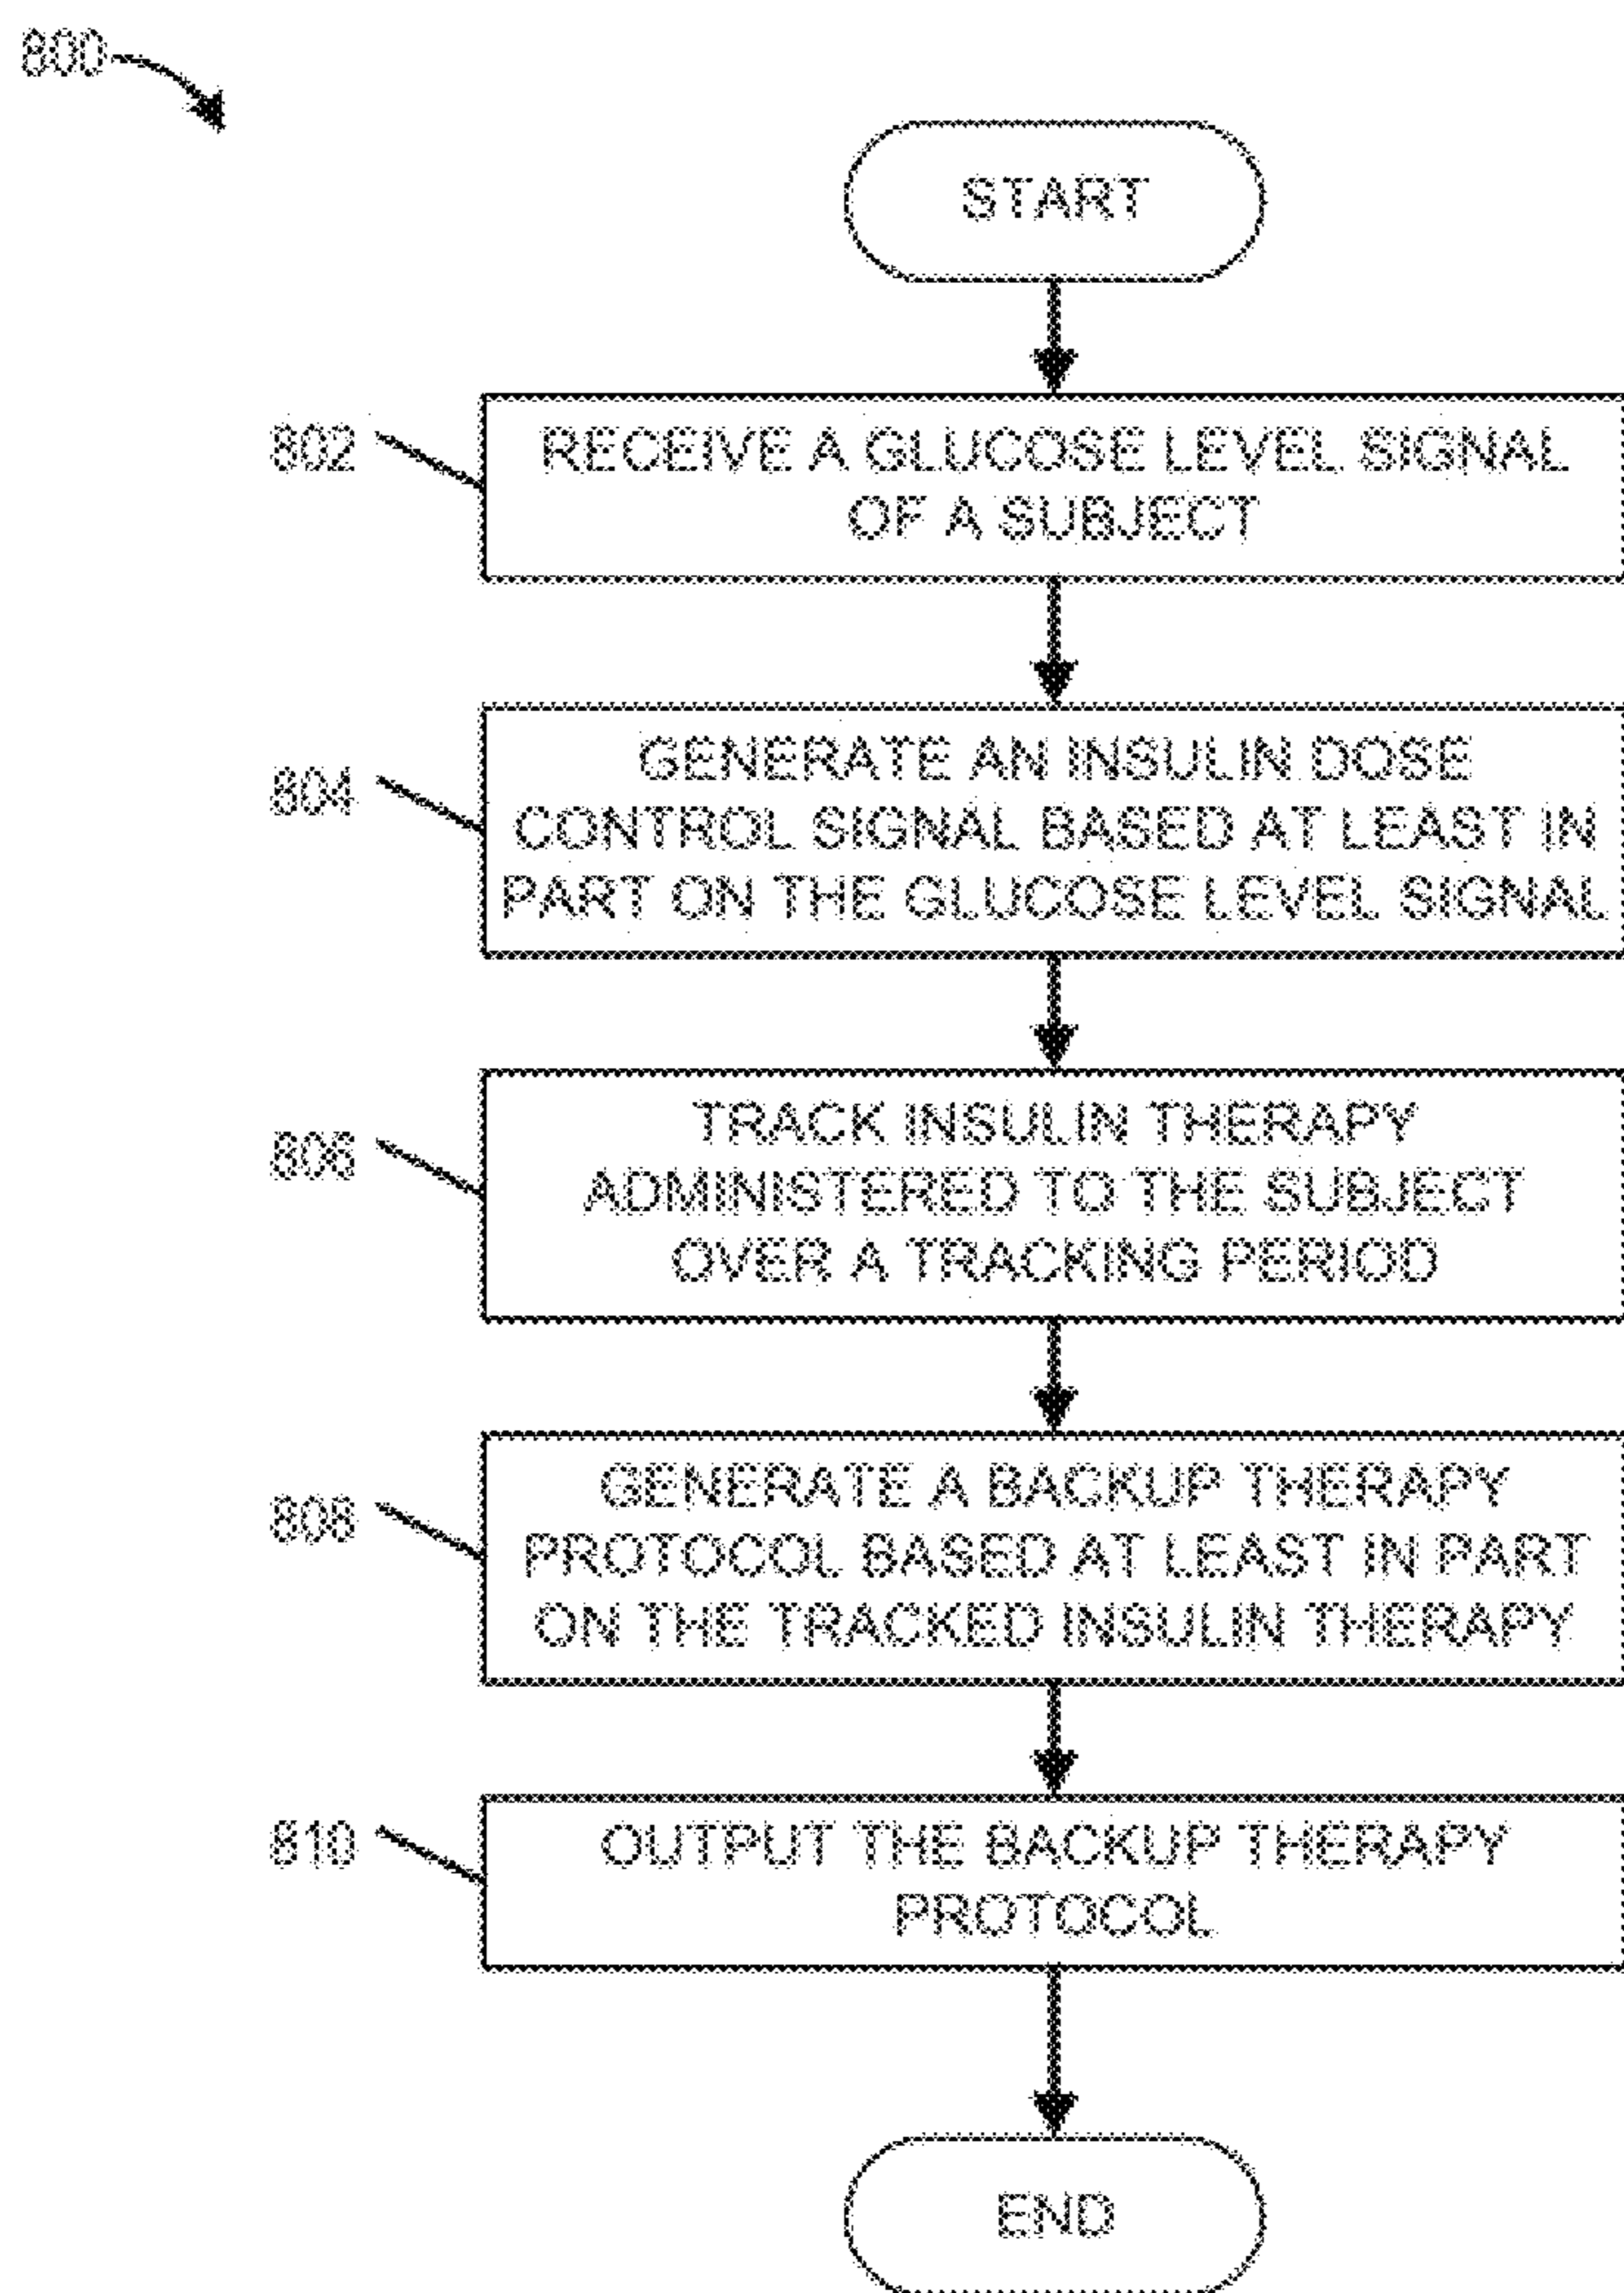 800
START
802
RECEIVE A GLUCOSE LEVEL SIGNAL
OF A SUBJECT
804
GENERATE AN INSULIN DOSE
CONTROL SIGNAL BASED AT LEAST IN
PART ON THE GLUCOSE LEVEL SIGNAL
806
TRACK INSULIN THERAPY
ADMINISTERED TO THE SUBJECT
OVER A TRACKING PERIOD
808
GENERATE A BACKUP THERAPY
PROTOCOL BASED AT LEAST IN PART
ON THE TRACKED INSULIN THERAPY
810
OUTPUT THE BACKUP THERAPY
PROTOCOL
END